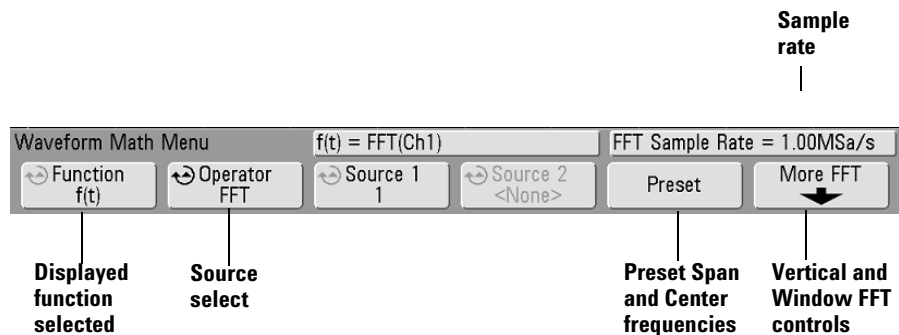 Sample
rate
Waveform Math Menu
f(t) = FFT(Ch1)
FFT Sample Rate = 1.00MSa/s
Function
f(t)
Operator
FFT
Source 1
1
Source 2
<None>
Preset
More FFT
Displayed
function
selected
Source
select
Preset Span
and Center
frequencies
Vertical and
Window FFT
controls